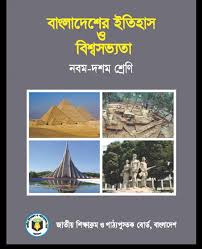 বাংলাদেশের ইতিহাস
ও
বিশ্বসভ্যতা
নবম-দশম শ্রেণি
জাতীয় শিক্ষাক্রম ও পাঠ্যপুস্তক বোর্ড, বাংলাদেশ